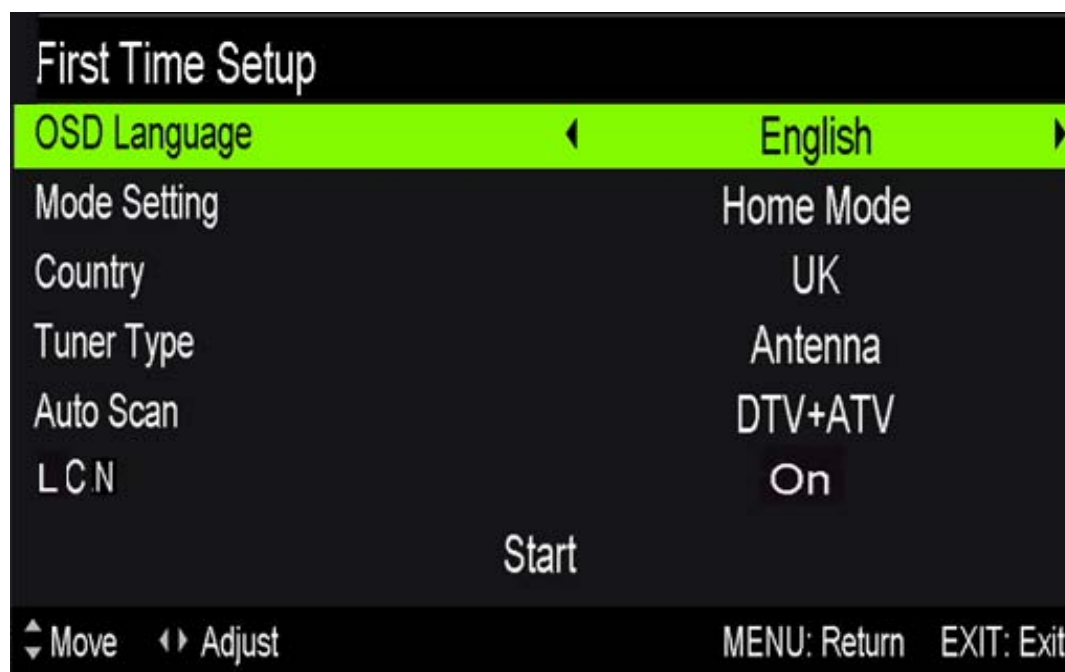 First Time Setup
OSD Language English
Mode Setting Home Mode
Country UK
Tuner Type Antenna
Auto Scan DTV+ATV
L C N On
Start
Move Adjust MENU: Return EXIT: Exit